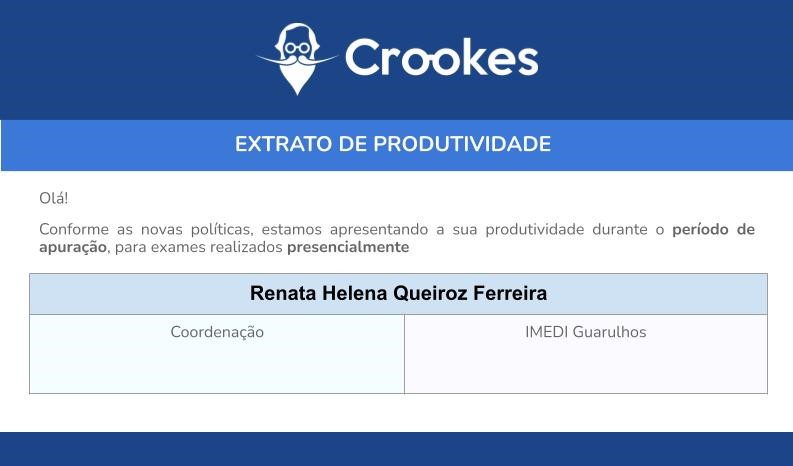 Crookes
EXTRATO DE PRODUTIVIDADE
Olá!
Conforme as novas políticas, estamos apresentando a sua produtividade durante o período de
apuração, para exames realizados presencialmente
Renata Helena Queiroz Ferreira
Coordenação
IMEDI Guarulhos